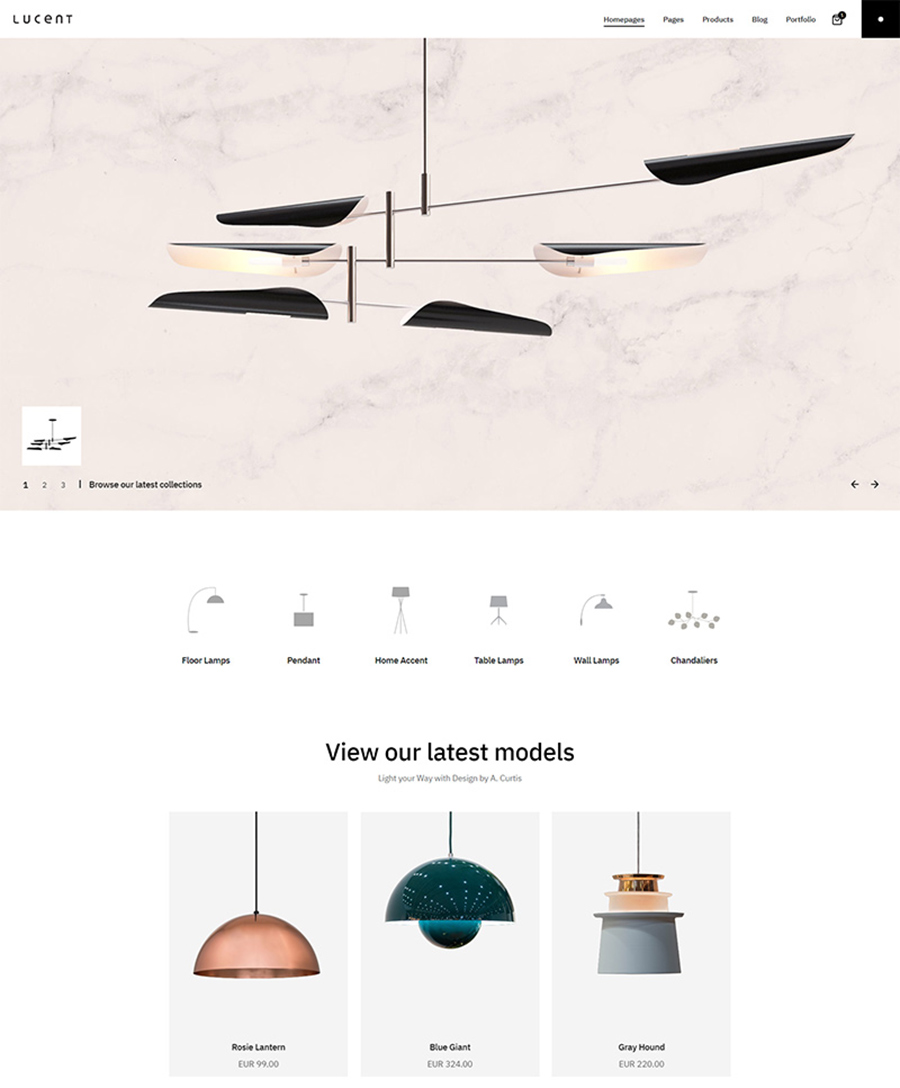 LUCENT
Homepages Pages Products Blog Portfolio 1
1 2 3 | Browse our latest collections
Floor Lamps Pendant Home Accent Table Lamps Wall Lamps Chandaliers
View our latest models
Light your Way with Design by A. Curtis
Rosie Lantern Blue Giant Gray Hound
EUR 99.00 EUR 324.00 EUR 220.00